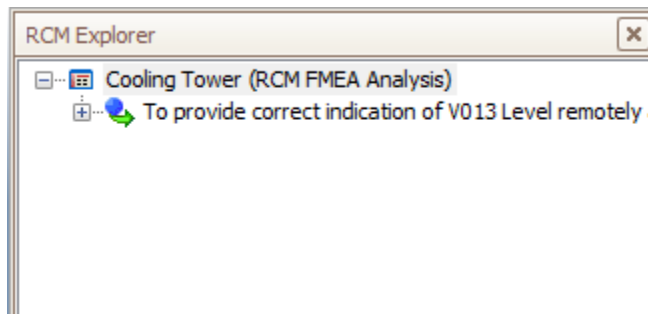 RCM Explorer
Cooling Tower (RCM FMEA Analysis)
To provide correct indication of V013 Level remotely